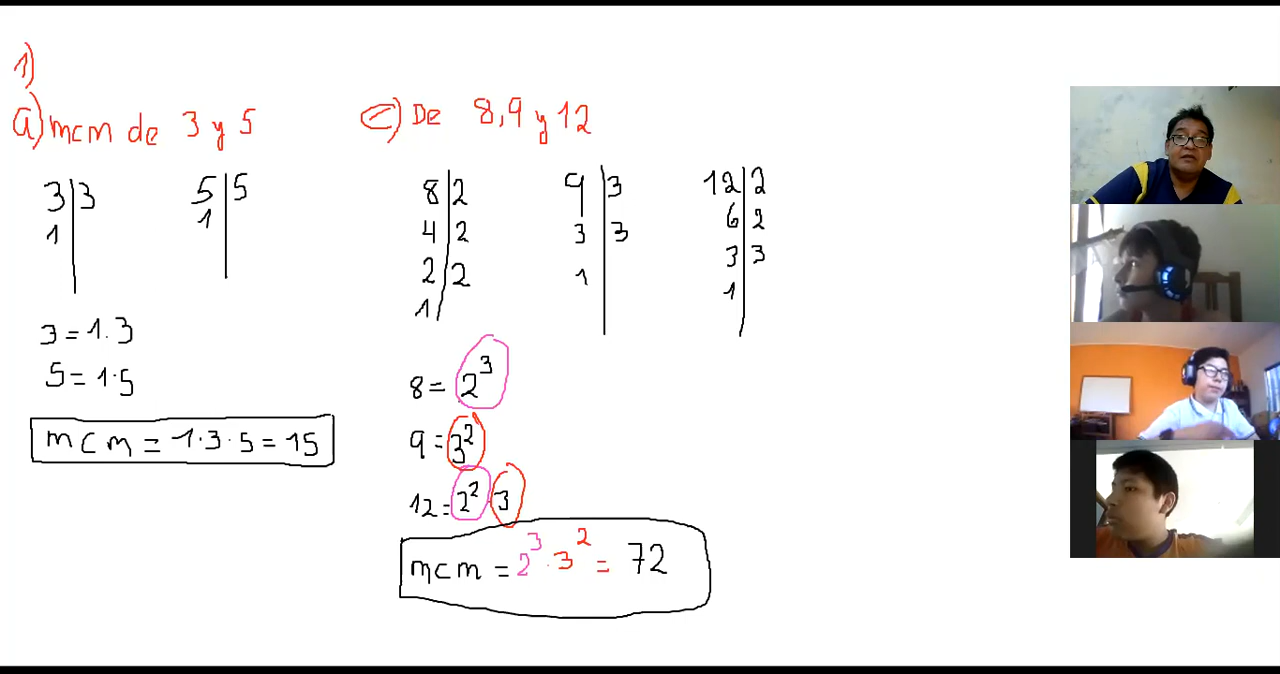 1)
a) mcm de 3 y 5
3 | 3
1
5 | 5
1
3 = 1.3
5 = 1.5
mcm = 1.3.5 = 15
c) De 8, 9 y 12
8 | 2
4 | 2
2 | 2
1
9 | 3
3 | 3
1
12 | 2
6 | 2
3 | 3
1
8 = 2³
9 = 3²
12 = 2² 3
mcm = 2³ . 3² = 72